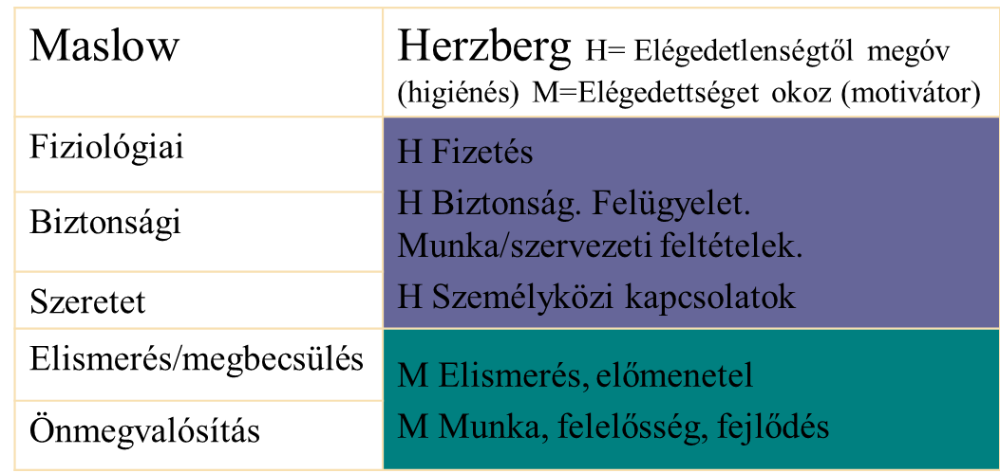 Maslow
Herzberg H= Elégedetlenségtől megóv
(higiénés) M=Elégedettséget okoz (motivátor)
Fiziológiai
H Fizetés
Biztonsági
H Biztonság. Felügyelet.
Munka/szervezeti feltételek.
Szeretet
H Személyközi kapcsolatok
Elismerés/megbecsülés
M Elismerés, előmenetel
Önmegvalósítás
M Munka, felelősség, fejlődés